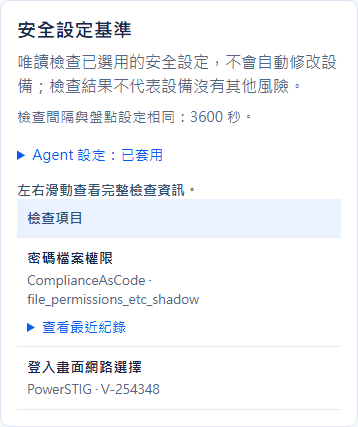 安全設定基準
唯讀檢查已選用的安全設定，不會自動修改設
備；檢查結果不代表設備沒有其他風險。
檢查間隔與盤點設定相同：3600 秒。
▶ Agent 設定：已套用
左右滑動查看完整檢查資訊。
檢查項目
密碼檔案權限
ComplianceAsCode ·
file_permissions_etc_shadow
▶ 查看最近紀錄
登入畫面網路選擇
PowerSTIG · V-254348